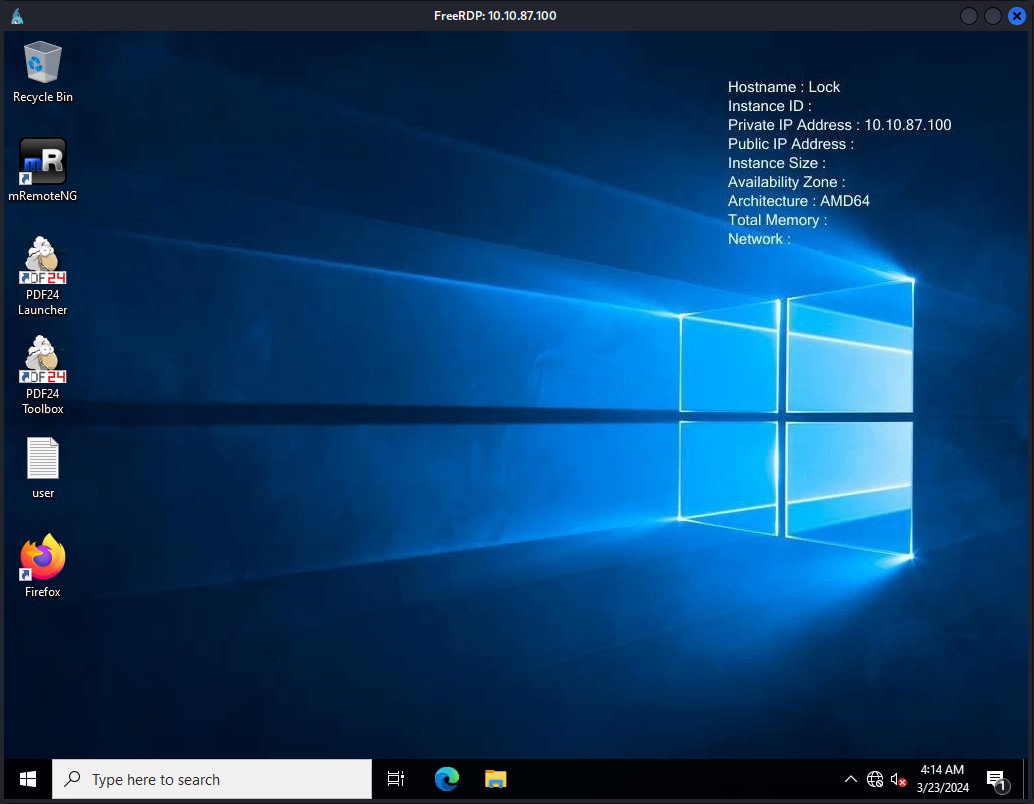 FreeRDP: 10.10.87.100
Recycle Bin
mR
mRemoteNG
PDF24
PDF24
Launcher
PDF24
PDF24
Toolbox
user
Firefox
Hostname : Lock
Instance ID :
Private IP Address : 10.10.87.100
Public IP Address :
Instance Size :
Availability Zone :
Architecture : AMD64
Total Memory :
Network :
Type here to search
4:14 AM
3/23/2024
1